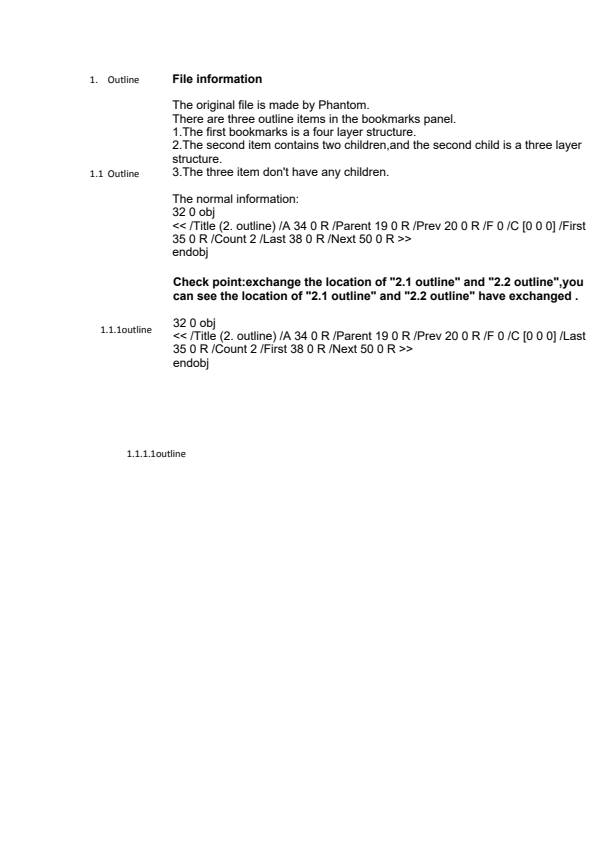 1. Outline
File information
The original file is made by Phantom.
There are three outline items in the bookmarks panel.
1.The first bookmarks is a four layer structure.
2.The second item contains two children,and the second child is a three layer
structure.
1.1 Outline
3.The three item don't have any children.
The normal information:
32 0 obj
<< /Title (2. outline) /A 34 0 R /Parent 19 0 R /Prev 20 0 R /F 0 /C [0 0 0] /First
35 0 R /Count 2 /Last 38 0 R /Next 50 0 R >>
endobj
Check point:exchange the location of "2.1 outline" and "2.2 outline",you
can see the location of "2.1 outline" and "2.2 outline" have exchanged .
1.1.1outline
32 0 obj
<< /Title (2. outline) /A 34 0 R /Parent 19 0 R /Prev 20 0 R /F 0 /C [0 0 0] /Last
35 0 R /Count 2 /First 38 0 R /Next 50 0 R >>
endobj
1.1.1.1outline